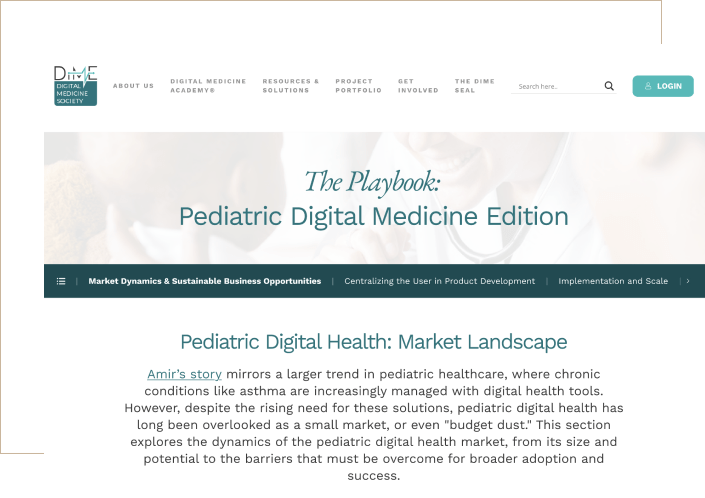 DiME
DIGITAL
MEDICINE
SOCIETY
ABOUT US
DIGITAL MEDICINE
ACADEMY®
RESOURCES &
SOLUTIONS
PROJECT
PORTFOLIO
GET
INVOLVED
THE DIME
SEAL
Search here..
LOGIN
The Playbook:
Pediatric Digital Medicine Edition
Market Dynamics & Sustainable Business Opportunities | Centralizing the User in Product Development | Implementation and Scale
Pediatric Digital Health: Market Landscape
Amir's story mirrors a larger trend in pediatric healthcare, where chronic
conditions like asthma are increasingly managed with digital health tools.
However, despite the rising need for these solutions, pediatric digital health has
long been overlooked as a small market, or even "budget dust." This section
explores the dynamics of the pediatric digital health market, from its size and
potential to the barriers that must be overcome for broader adoption and
success.